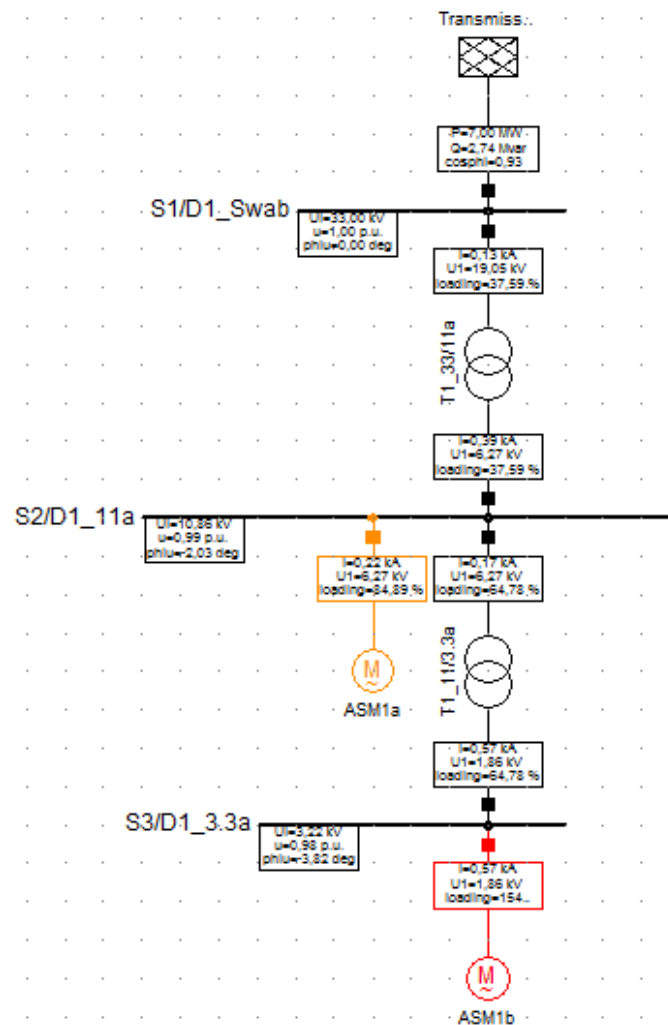 Transmiss..
P=7,00 MW
Q=2,74 Mvar
cosphi=0,93
S1/D1_Swab
Ul=33,00 kV
u=1,00 p.u.
phiu=0,00 deg
I=0,13 kA
U1=19,05 kV
loading=37,59 %
T1_33/11a
I=0,39 kA
U1=6,27 kV
loading=37,59 %
S2/D1_11a
Ul=10,86 kV
u=0,99 p.u.
phiu=-2,03 deg
I=0,22 kA
U1=6,27 kV
loading=84,89 %
I=0,17 kA
U1=6,27 kV
loading=64,78 %
M
~
ASM1a
T1_11/3.3a
I=0,57 kA
U1=1,86 kV
loading=64,78 %
S3/D1_3.3a
Ul=3,22 kV
u=0,98 p.u.
phiu=-3,82 deg
I=0,57 kA
U1=1,86 kV
loading=154..
M
~
ASM1b